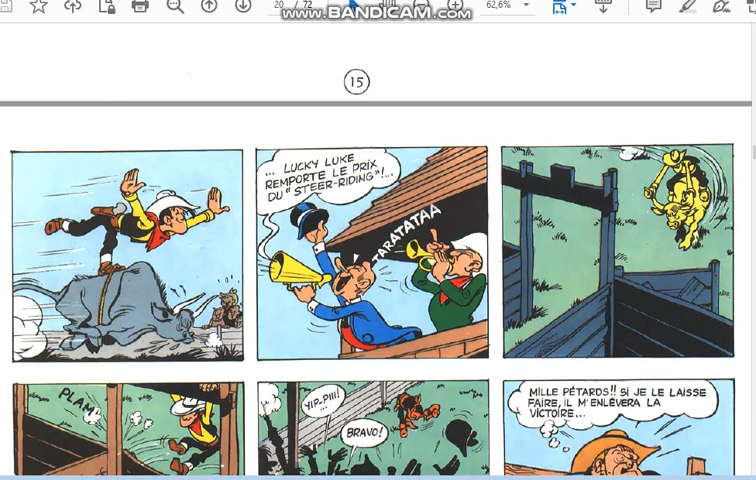 20 / 72
62,6%
www.BANDICAM.com
15
... LUCKY LUKE
REMPORTE LE PRIX
DU "STEER-RIDING"!...
TARATATAA
PLAM
YIP-PIII!
BRAVO!
MILLE PÉTARDS!! SI JE LE LAISSE
FAIRE, IL M'ENLÈVERA LA
VICTOIRE...